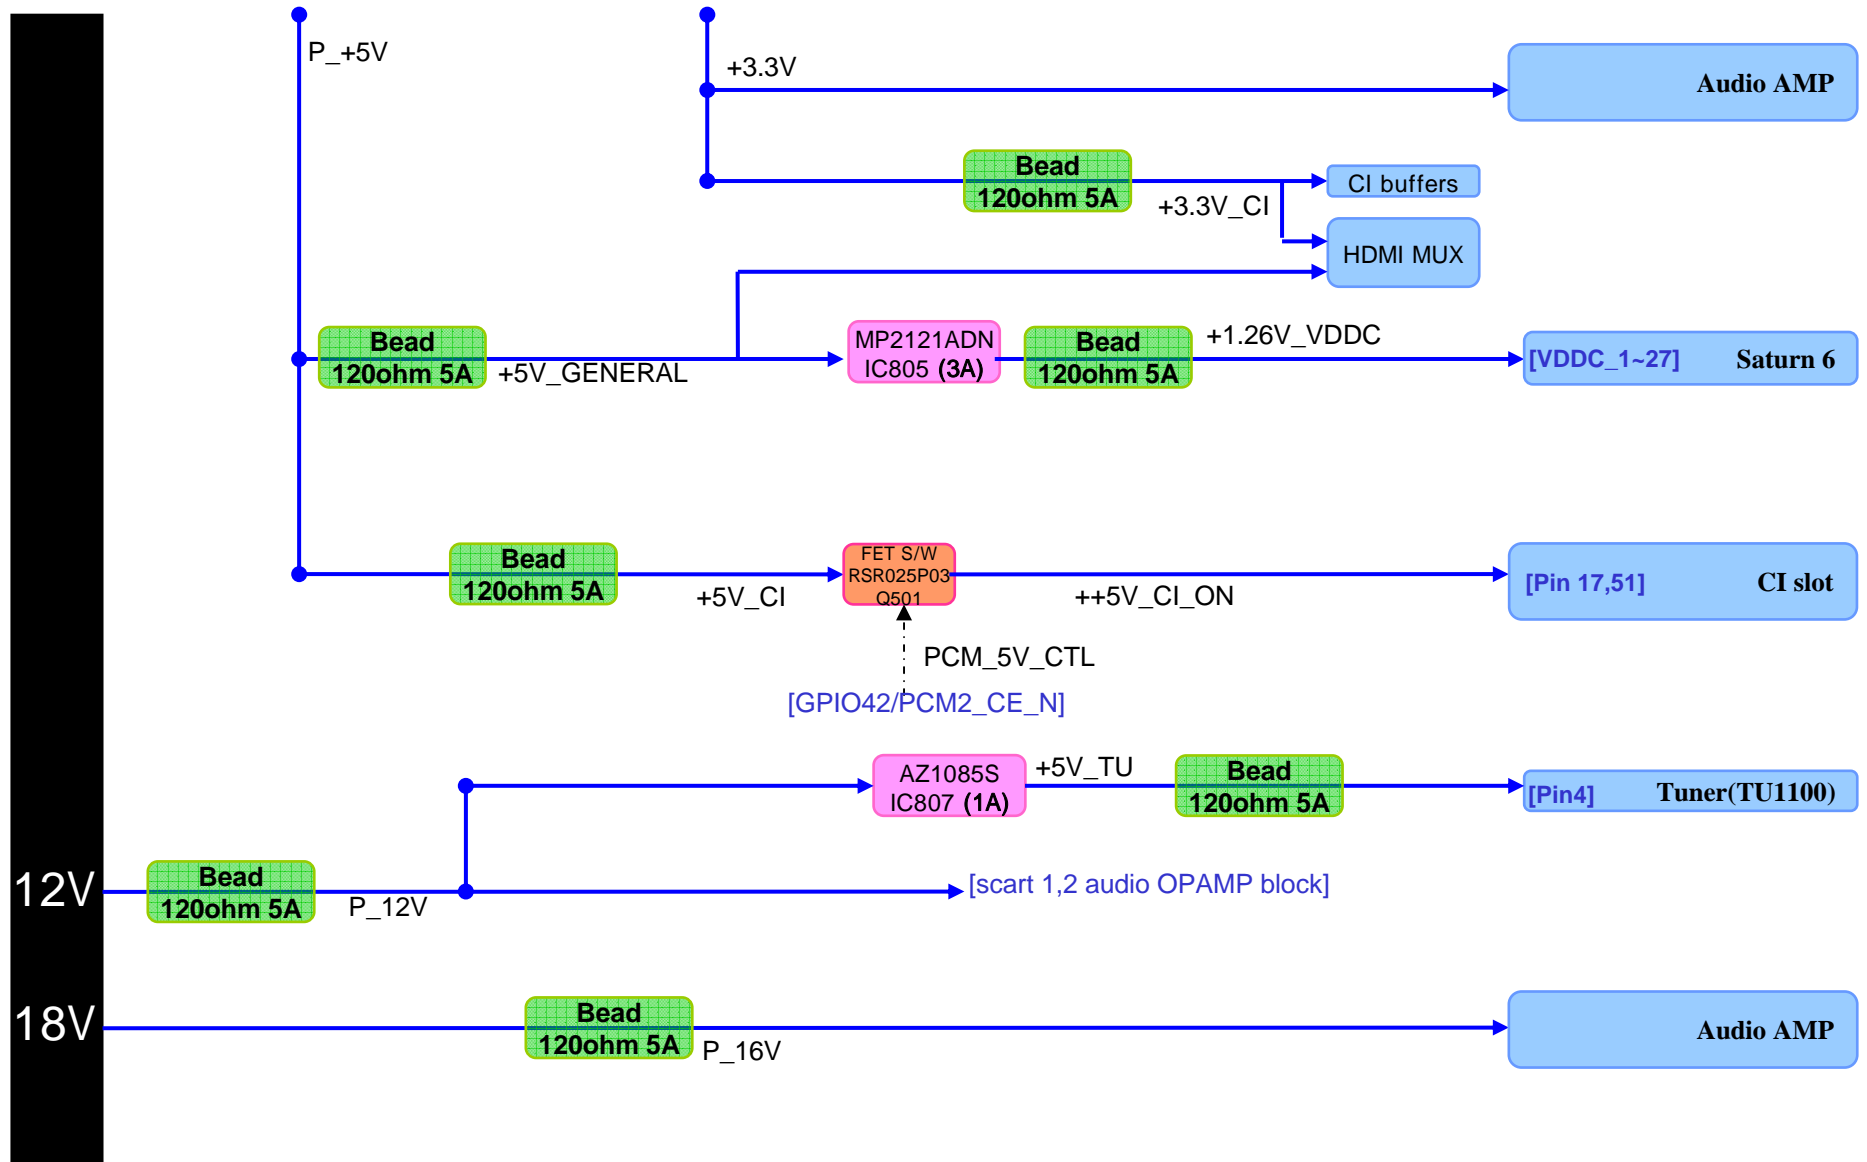 P_+5V
+3.3V
Audio AMP
Bead
120ohm 5A
+3.3V_CI
CI buffers
HDMI MUX
Bead
120ohm 5A
+5V_GENERAL
MP2121ADN
IC805 (3A)
Bead
120ohm 5A
+1.26V_VDDC
[VDDC_1~27] Saturn 6
Bead
120ohm 5A
+5V_CI
FET S/W
RSR025P03
Q501
++5V_CI_ON
[Pin 17,51] CI slot
PCM_5V_CTL
[GPIO42/PCM2_CE_N]
AZ1085S
IC807 (1A)
+5V_TU
Bead
120ohm 5A
[Pin4] Tuner(TU1100)
12V
Bead
120ohm 5A
P_12V
[scart 1,2 audio OPAMP block]
18V
Bead
120ohm 5A
P_16V
Audio AMP